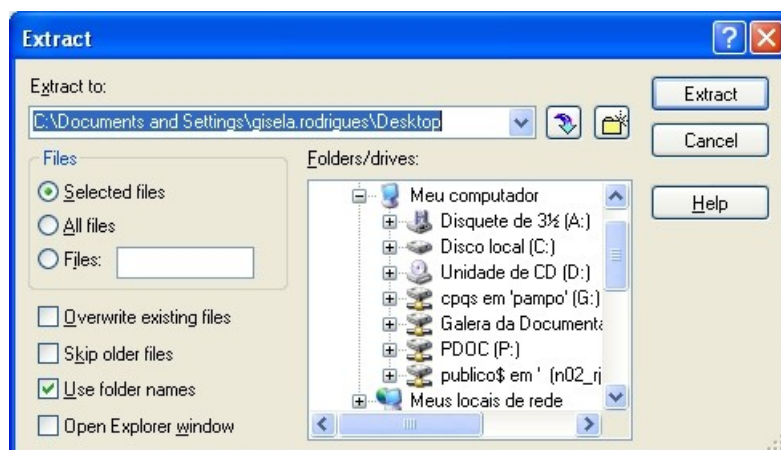 Extract
Extract to:
C:\Documents and Settings\gisela.rodrigues\Desktop
Extract
Cancel
Help
Files
Selected files
All files
Files:
Overwrite existing files
Skip older files
Use folder names
Open Explorer window
Folders/drives:
Meu computador
Disquete de 3½ (A:)
Disco local (C:)
Unidade de CD (D:)
cpqs em 'pampo' (G:)
Galera da Documenta
PDOC (P:)
publico$ em ' (n02_rj
Meus locais de rede